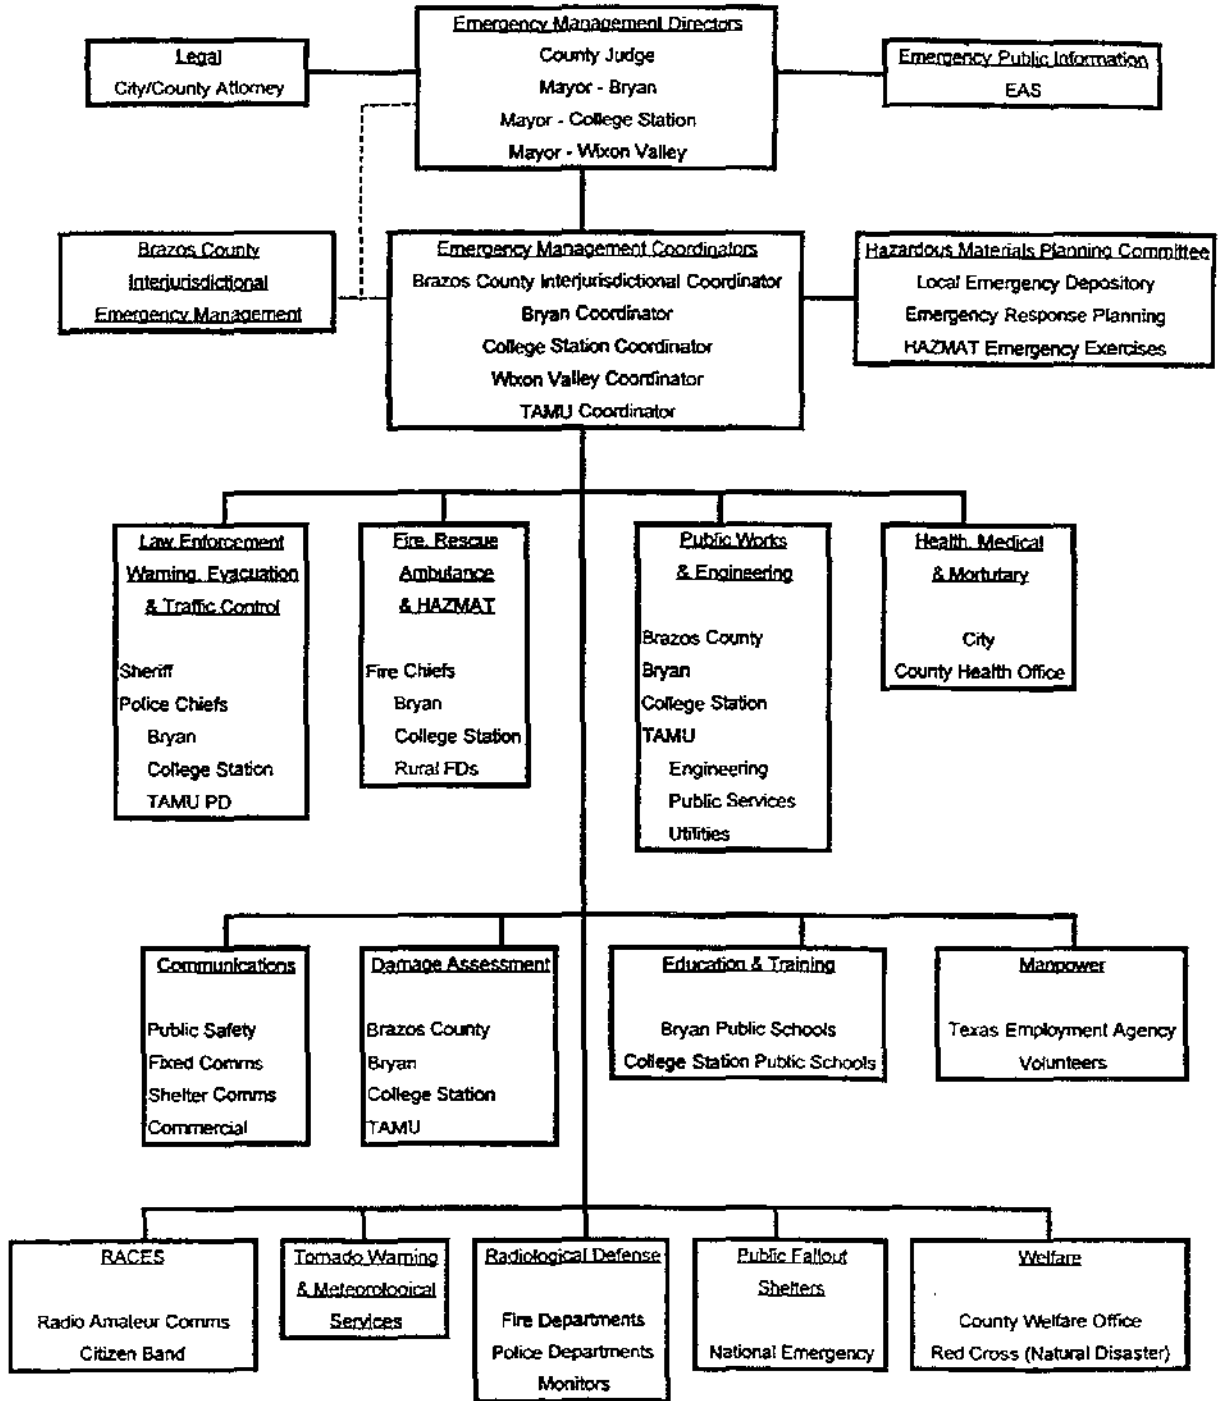 Emergency Management Directors
County Judge
Mayor - Bryan
Mayor - College Station
Mayor - Wixon Valley
Legal
City/County Attorney
Emergency Public Information
EAS
Brazos County
Interjurisdictional
Emergency Management
Emergency Management Coordinators
Brazos County Interjurisdictional Coordinator
Bryan Coordinator
College Station Coordinator
Wixon Valley Coordinator
TAMU Coordinator
Hazardous Materials Planning Committee
Local Emergency Depository
Emergency Response Planning
HAZMAT Emergency Exercises
Law Enforcement
Warning, Evacuation
& Traffic Control
Sheriff
Police Chiefs
Bryan
College Station
TAMU PD
Fire, Rescue
Ambulance
& HAZMAT
Fire Chiefs
Bryan
College Station
Rural FDs
Public Works
& Engineering
Brazos County
Bryan
College Station
TAMU
Engineering
Public Services
Utilities
Health, Medical
& Mortutary
City
County Health Office
Communications
Public Safety
Fixed Comms
Shelter Comms
Commercial
Damage Assessment
Brazos County
Bryan
College Station
TAMU
Education & Training
Bryan Public Schools
College Station Public Schools
Manpower
Texas Employment Agency
Volunteers
RACES
Radio Amateur Comms
Citizen Band
Tornado Warning
& Meteorological
Services
Radiological Defense
Fire Departments
Police Departments
Monitors
Public Fallout
Shelters
National Emergency
Welfare
County Welfare Office
Red Cross (Natural Disaster)